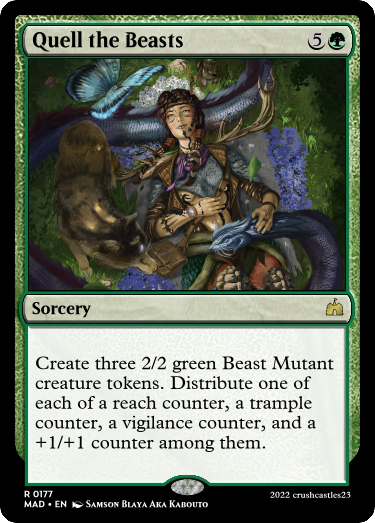 Quell the Beasts 5
Sorcery
Create three 2/2 green Beast Mutant
creature tokens. Distribute one of
each of a reach counter, a trample
counter, a vigilance counter, and a
+1/+1 counter among them.
R 0177
MAD • EN Samson Blaya Aka Kabouto
2022 crushcastles23